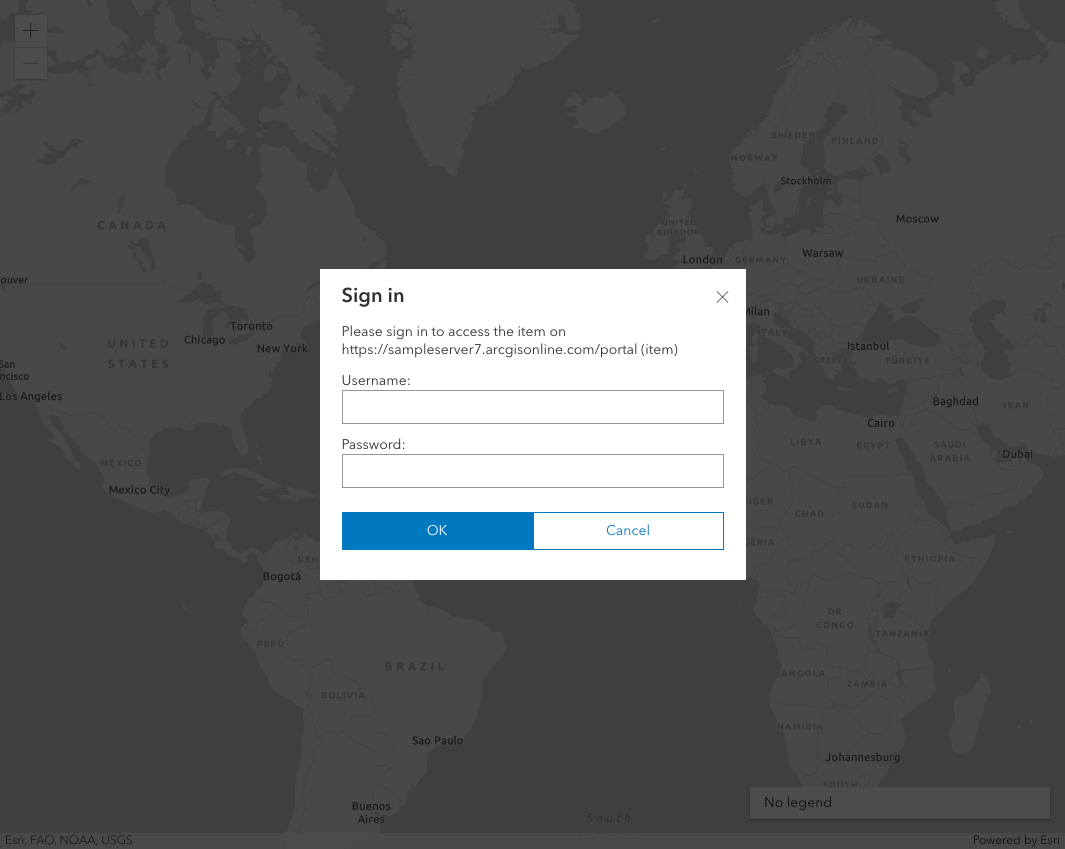 SWEDEN
FINLAND
NORWAY
Stockholm
Moscow
CANADA
UNITED
KINGDOM
London
GERMANY
Warsaw
UKRAINE
ouver
Sign in
Please sign in to access the item on
https://sampleserver7.arcgisonline.com/portal (item)
Username:
Password:
OK
Cancel
Toronto
Chicago
New York
UNITED
STATES
San
ncisco
Los Angeles
Milan
ITALY
Istanbul
GREECE
TÜRKIYE
Baghdad
IRAN
Cairo
LIBYA
EGYPT
SAUDI
ARABIA
Dubai
MÉXICO
Mexico City
IGER
CHAD
SUDAN
ERIA
ETHIOPIA
VEN
Bogotá
DR
CONGO
TANZANIA
PERÚ
BRAZIL
BOLIVIA
ANGOLA
ZAMBIA
NAMIBIA
Sao Paulo
Johannesburg
SOUTH
No legend
Buenos
Aires
South
Esri, FAO, NOAA, USGS
Powered by Esri